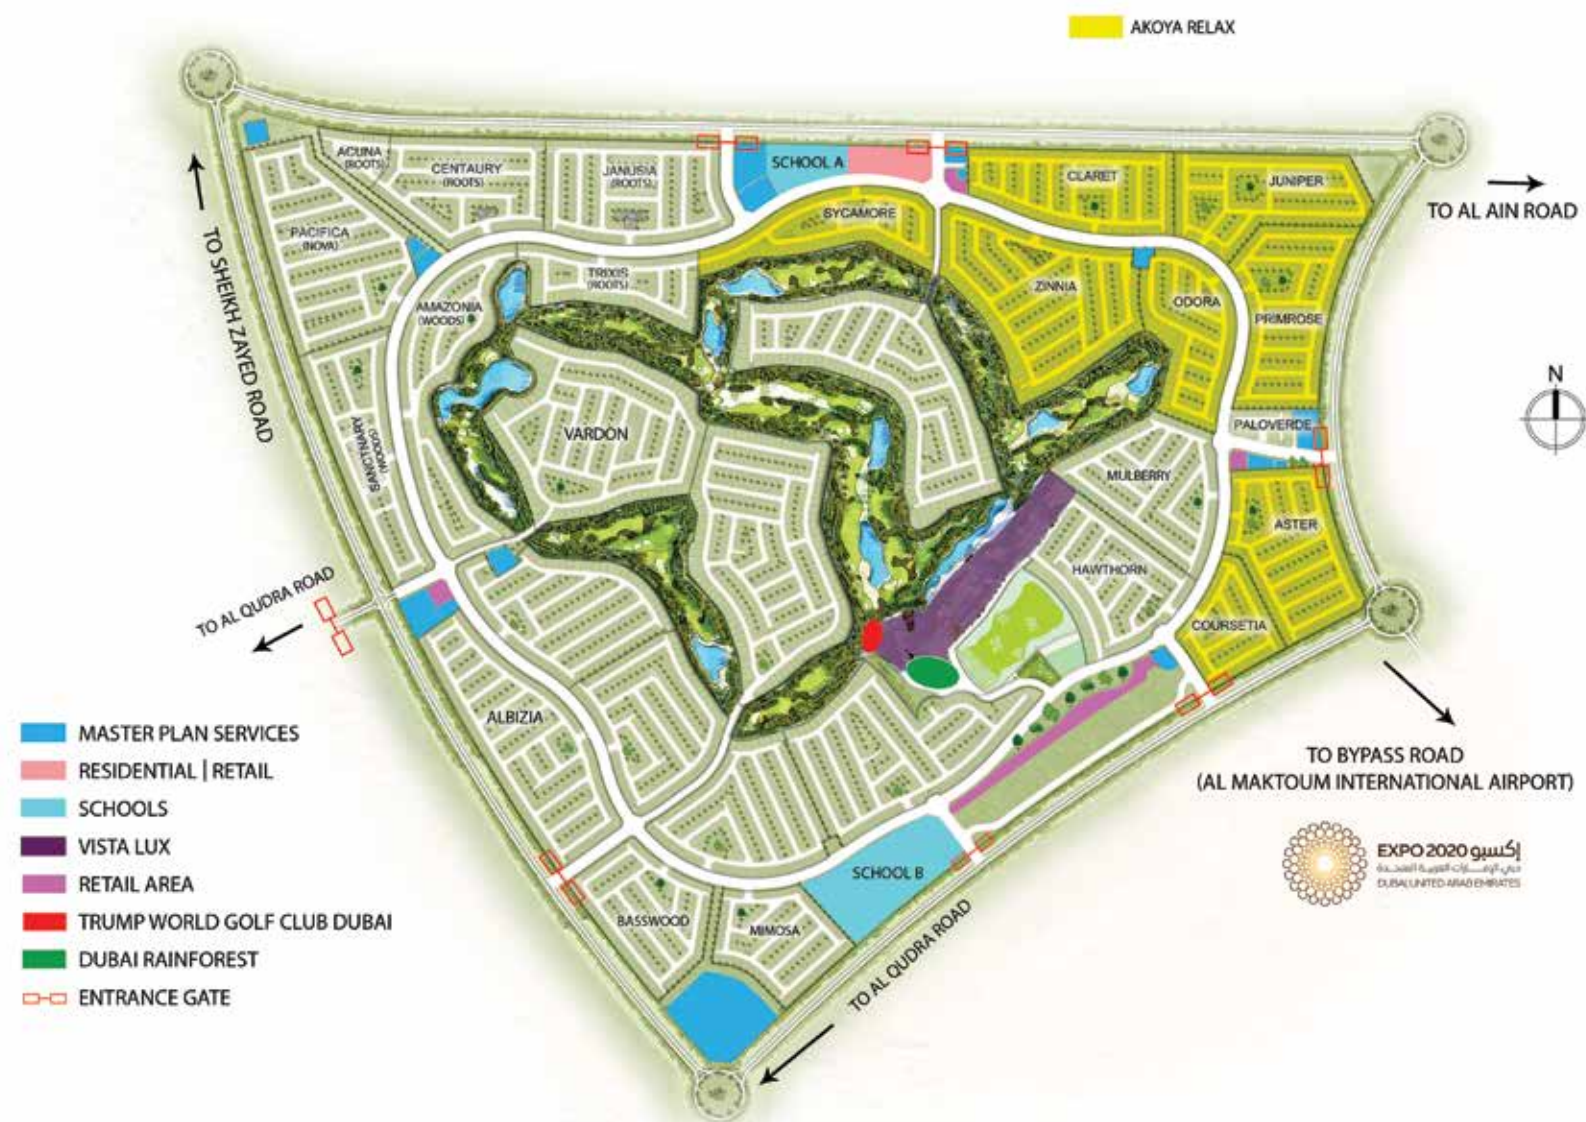 AKOYA RELAX
ACUNA
(ROOTS)
CENTAURY
(ROOTS)
JANUSIA
(ROOTS)
SCHOOL A
CLARET
JUNIPER
TO AL AIN ROAD
PACIFICA
(NOVA)
SYCAMORE
TO SHEIKH ZAYED ROAD
AMAZONIA
(WOODS)
TRIXIS
(ROOTS)
ZINNIA
ODORA
PRIMROSE
N
SANCTNARY
(WOODS)
VARDON
PALOVERDE
MULBERRY
ASTER
HAWTHORN
TO AL QUDRA ROAD
COURSETIA
ALBIZIA
TO BYPASS ROAD
(AL MAKTOUM INTERNATIONAL AIRPORT)
SCHOOL B
BASSWOOD
MIMOSA
TO AL QUDRA ROAD
MASTER PLAN SERVICES
RESIDENTIAL | RETAIL
SCHOOLS
VISTA LUX
RETAIL AREA
TRUMP WORLD GOLF CLUB DUBAI
DUBAI RAINFOREST
ENTRANCE GATE
EXPO 2020 إكسبو
DUBAI, UNITED ARAB EMIRATES